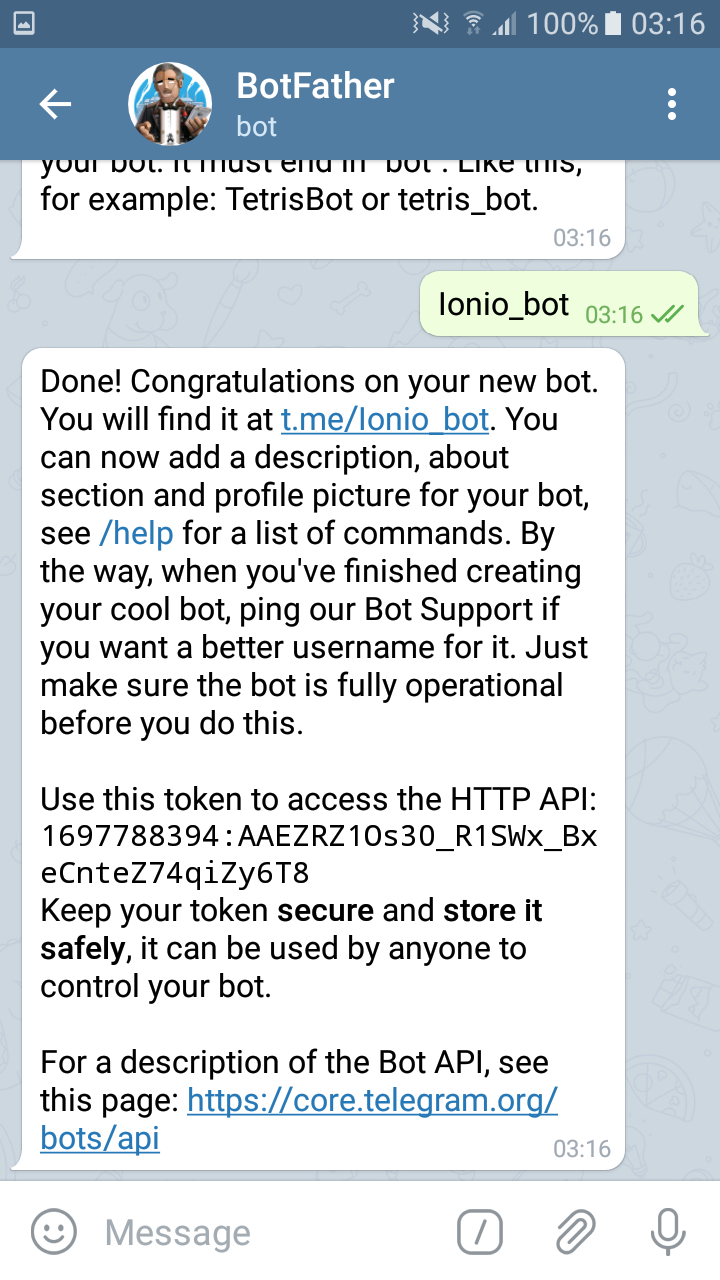 100% 03:16
BotFather
bot
your bot. It must end in `bot`. Like this,
for example: TetrisBot or tetris_bot.
03:16
Ionio_bot 03:16
Done! Congratulations on your new bot.
You will find it at t.me/Ionio_bot. You
can now add a description, about
section and profile picture for your bot,
see /help for a list of commands. By
the way, when you've finished creating
your cool bot, ping our Bot Support if
you want a better username for it. Just
make sure the bot is fully operational
before you do this.
Use this token to access the HTTP API:
1697788394:AAEZRZ1Os3O_R1SWx_Bx
eCnteZ74qiZy6T8
Keep your token secure and store it
safely, it can be used by anyone to
control your bot.
For a description of the Bot API, see
this page: https://core.telegram.org/
bots/api
03:16
Message